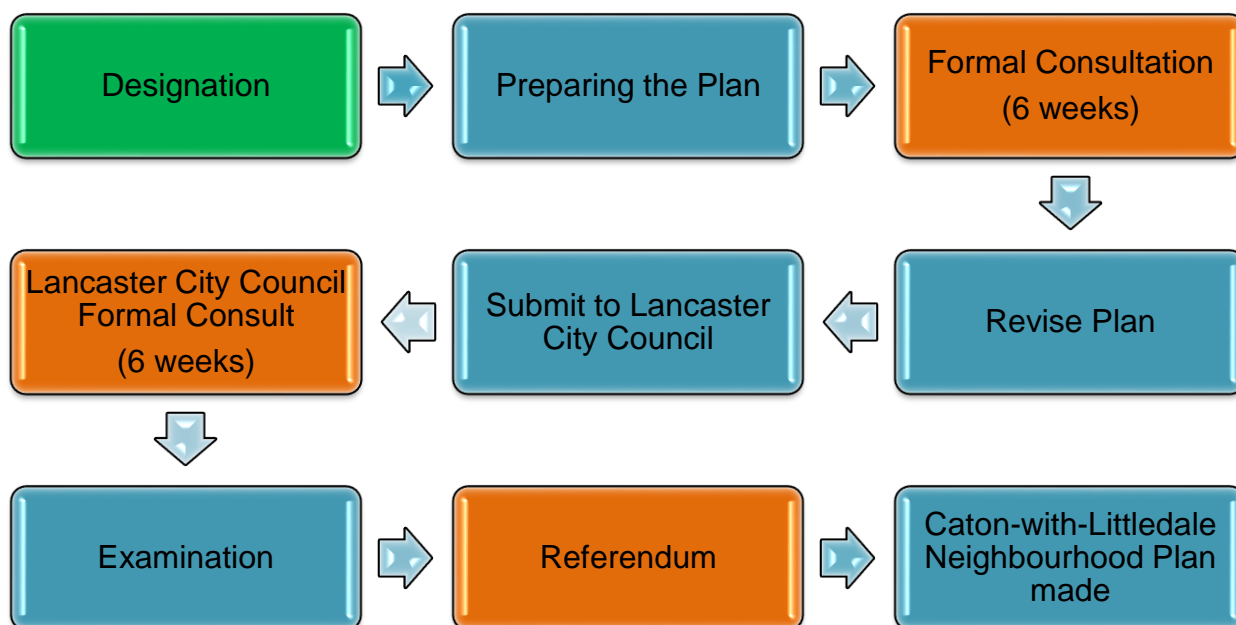 Designation
Preparing the Plan
Formal Consultation
(6 weeks)
Revise Plan
Submit to Lancaster
City Council
Lancaster City Council
Formal Consult
(6 weeks)
Examination
Referendum
Caton-with-Littledale
Neighbourhood Plan
made